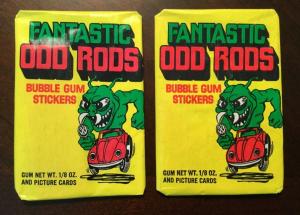 FANTASTIC
ODD RODS
BUBBLE GUM
STICKERS
GUM NET WT. 1/8 OZ.
AND PICTURE CARDS
FANTASTIC
ODD RODS
BUBBLE GUM
STICKERS
GUM NET WT. 1/8 OZ.
AND PICTURE CARDS